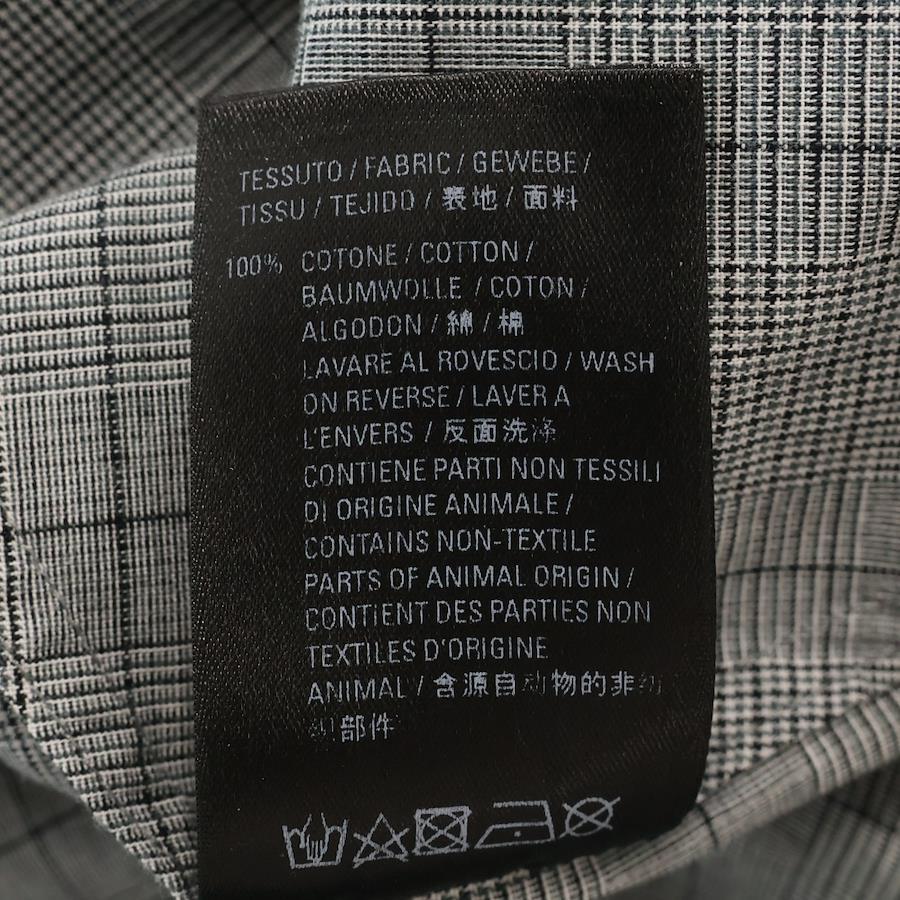 TESSUTO / FABRIC / GEWEBE /
TISSU / TEJIDO / 表地 / 面料
100% COTONE / COTTON /
BAUMWOLLE / COTON /
ALGODON / 綿 / 棉
LAVARE AL ROVESCIO / WASH
ON REVERSE / LAVER A
L'ENVERS / 反面洗涤
CONTIENE PARTI NON TESSILI
DI ORIGINE ANIMALE /
CONTAINS NON-TEXTILE
PARTS OF ANIMAL ORIGIN /
CONTIENT DES PARTIES NON
TEXTILES D'ORIGINE
ANIMAL / 含源自动物的非纺
织部件